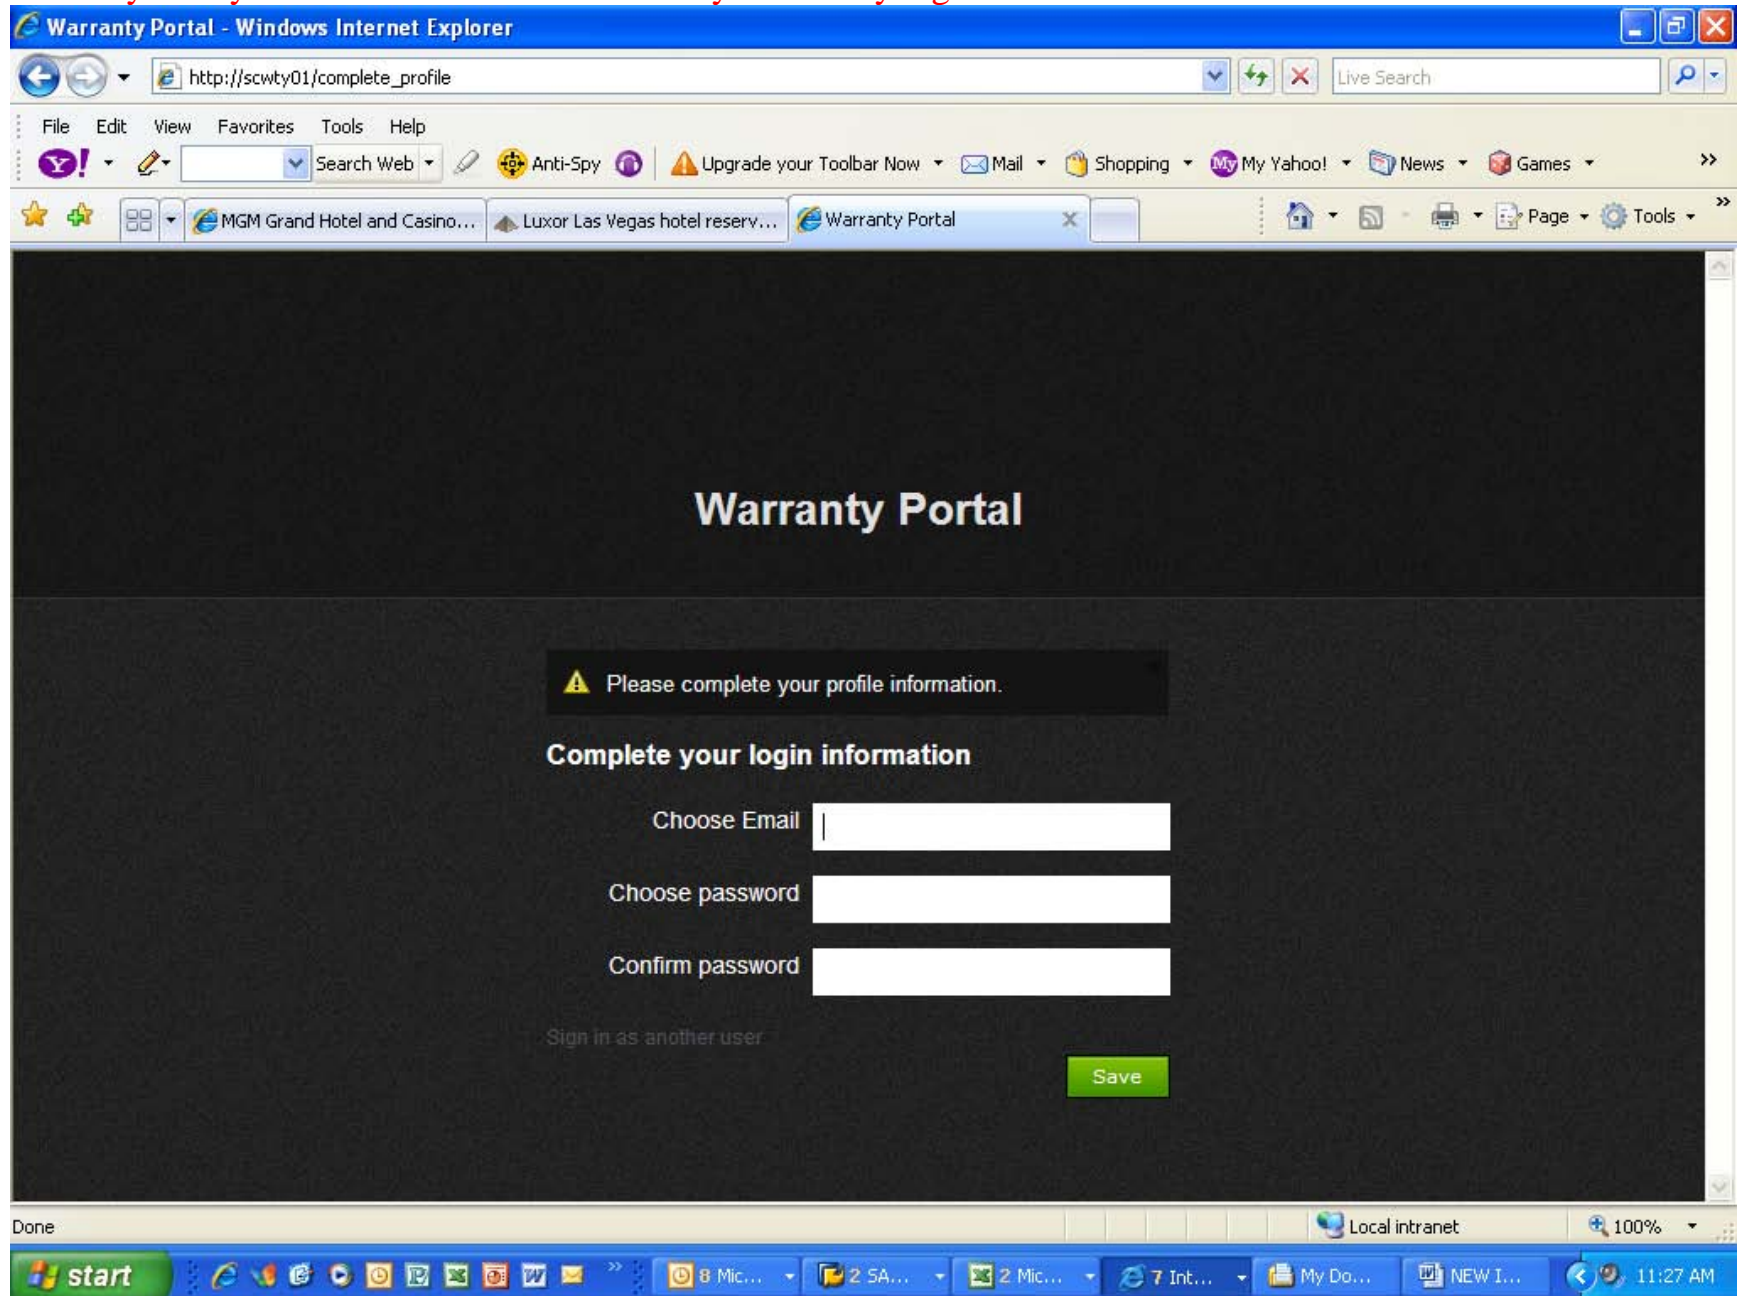 Warranty Portal - Windows Internet Explorer
http://scwty01/complete_profile
Live Search
File Edit View Favorites Tools Help
Y! Search Web Anti-Spy Upgrade your Toolbar Now Mail Shopping My My Yahoo! News Games »
MGM Grand Hotel and Casino... Luxor Las Vegas hotel reserv... Warranty Portal Page Tools »
Warranty Portal
Please complete your profile information.
Complete your login information
Choose Email
Choose password
Confirm password
Sign in as another user
Save
Done Local intranet 100%
start » 8 Mic... 2 SA... 2 Mic... 7 Int... My Do... NEW I... 11:27 AM